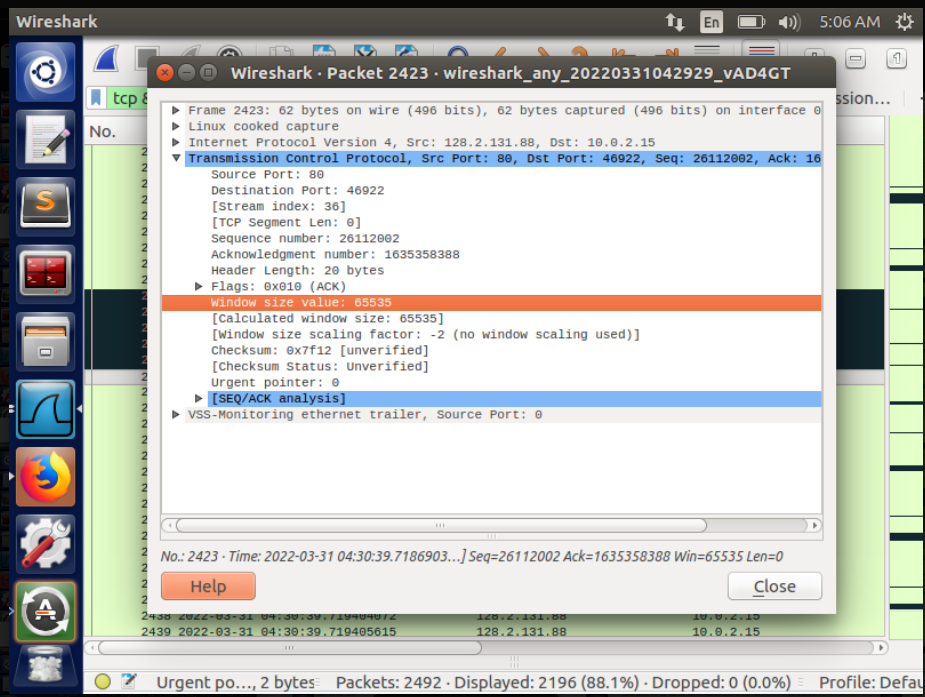 Wireshark
En
5:06 AM
Wireshark · Packet 2423 · wireshark_any_20220331042929_vAD4GT
tcp
ssion…
No.
Frame 2423: 62 bytes on wire (496 bits), 62 bytes captured (496 bits) on interface 0
Linux cooked capture
Internet Protocol Version 4, Src: 128.2.131.88, Dst: 10.0.2.15
Transmission Control Protocol, Src Port: 80, Dst Port: 46922, Seq: 26112002, Ack: 16
Source Port: 80
Destination Port: 46922
[Stream index: 36]
[TCP Segment Len: 0]
Sequence number: 26112002
Acknowledgment number: 1635358388
Header Length: 20 bytes
Flags: 0x010 (ACK)
Window size value: 65535
[Calculated window size: 65535]
[Window size scaling factor: -2 (no window scaling used)]
Checksum: 0x7f12 [unverified]
[Checksum Status: Unverified]
Urgent pointer: 0
[SEQ/ACK analysis]
VSS-Monitoring ethernet trailer, Source Port: 0
No.: 2423 · Time: 2022-03-31 04:30:39.7186903…] Seq=26112002 Ack=1635358388 Win=65535 Len=0
Help
Close
2438 2022-03-31 04:30:39.719404072 128.2.131.88 10.0.2.15
2439 2022-03-31 04:30:39.719405615 128.2.131.88 10.0.2.15
Urgent po…, 2 bytes
Packets: 2492 · Displayed: 2196 (88.1%) · Dropped: 0 (0.0%)
Profile: Defau